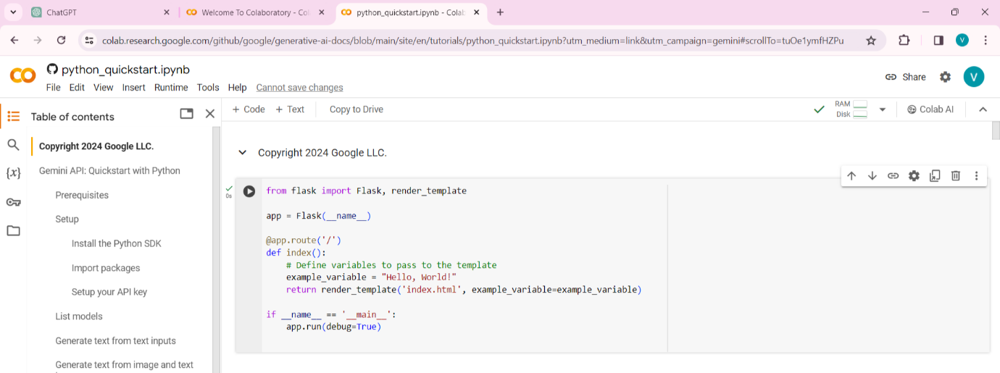 ChatGPT
Welcome To Colaboratory - Col
python_quickstart.ipynb - Colab
colab.research.google.com/github/google/generative-ai-docs/blob/main/site/en/tutorials/python_quickstart.ipynb?utm_medium=link&utm_campaign=gemini#scrollTo=tuOe1ymfHZPu
V
python_quickstart.ipynb
File Edit View Insert Runtime Tools Help Cannot save changes
Share
V
Table of contents
Copyright 2024 Google LLC.
Gemini API: Quickstart with Python
Prerequisites
Setup
Install the Python SDK
Import packages
Setup your API key
List models
Generate text from text inputs
Generate text from image and text
{x}
+ Code + Text Copy to Drive
RAM
Disk
Colab AI
Copyright 2024 Google LLC.
0s
from flask import Flask, render_template
app = Flask(__name__)
@app.route('/')
def index():
    # Define variables to pass to the template
    example_variable = "Hello, World!"
    return render_template('index.html', example_variable=example_variable)
if __name__ == '__main__':
    app.run(debug=True)